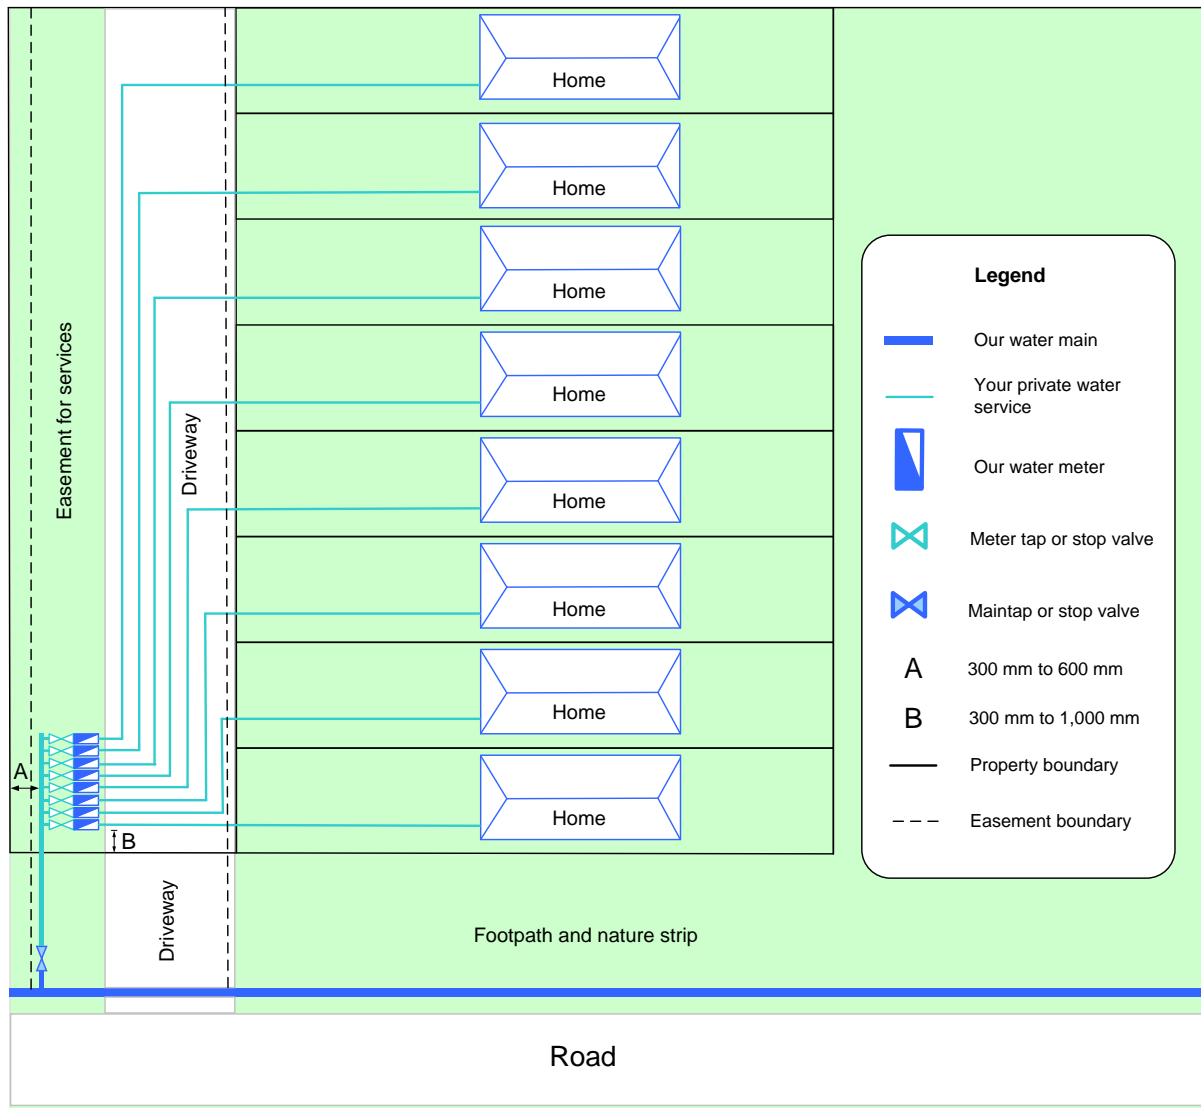 Home
Home
Home
Home
Home
Home
Home
Home
Easement for services
Driveway
A
B
Driveway
Footpath and nature strip
Road
Legend
Our water main
Your private water
service
Our water meter
Meter tap or stop valve
Maintap or stop valve
A 300 mm to 600 mm
B 300 mm to 1,000 mm
Property boundary
Easement boundary